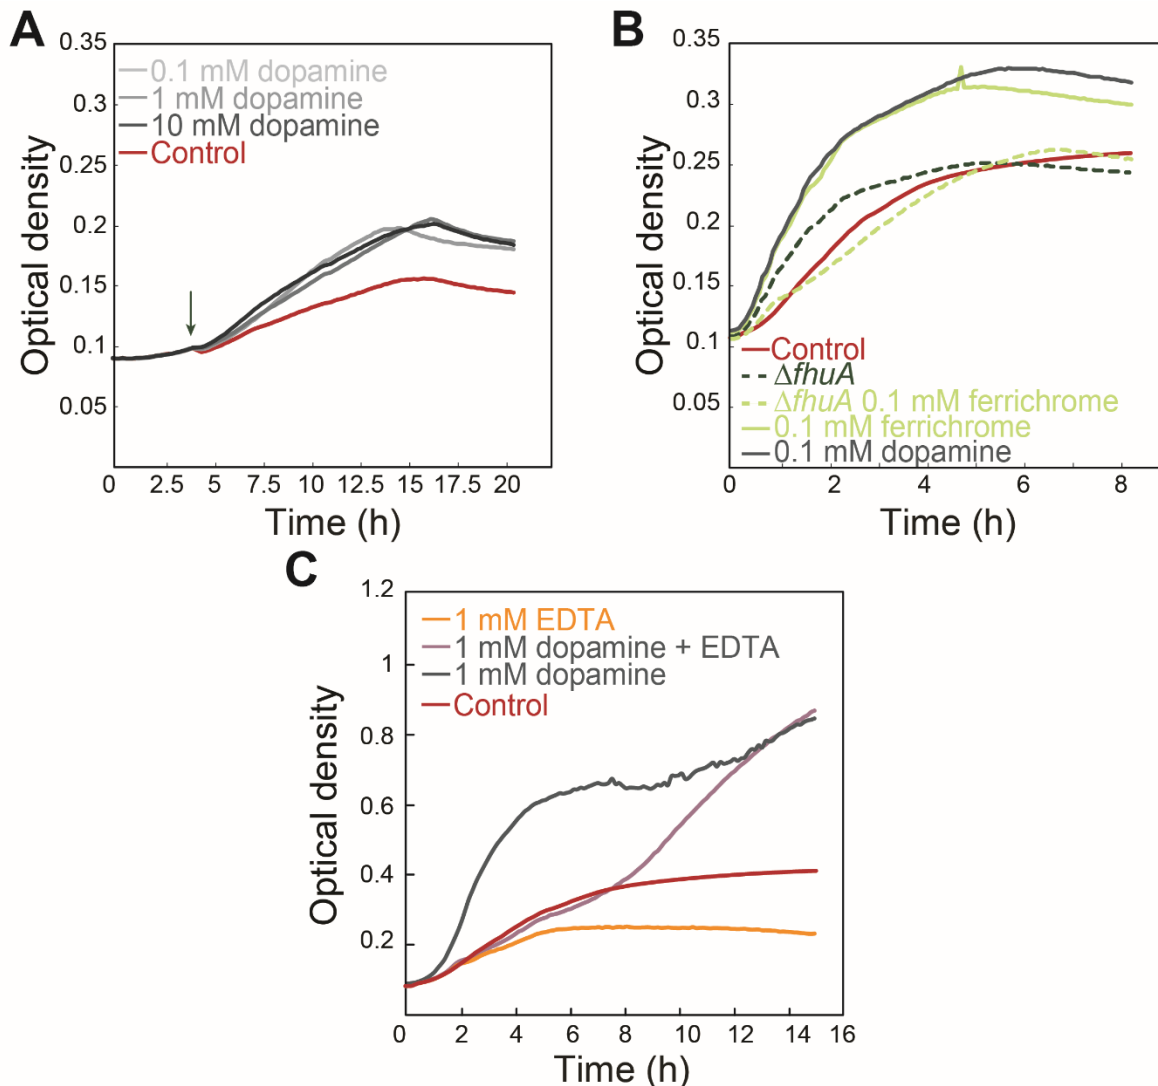 A
0.35
0.1 mM dopamine
1 mM dopamine
0.3
10 mM dopamine
Control
0.25
0.2
0.15
0.1
0.05
Optical density
0 2.5 5 7.5 10 12.5 15 17.5 20
Time (h)
B
0.35
0.3
0.25
0.2
0.15
0.1
0.05
Optical density
Control
ΔfhuA
ΔfhuA 0.1 mM ferrichrome
0.1 mM ferrichrome
0.1 mM dopamine
0 2 4 6 8
Time (h)
C
1.2
1 mM EDTA
1 mM dopamine + EDTA
1 mM dopamine
1
Control
0.8
0.6
0.4
0.2
Optical density
0 2 4 6 8 10 12 14 16
Time (h)